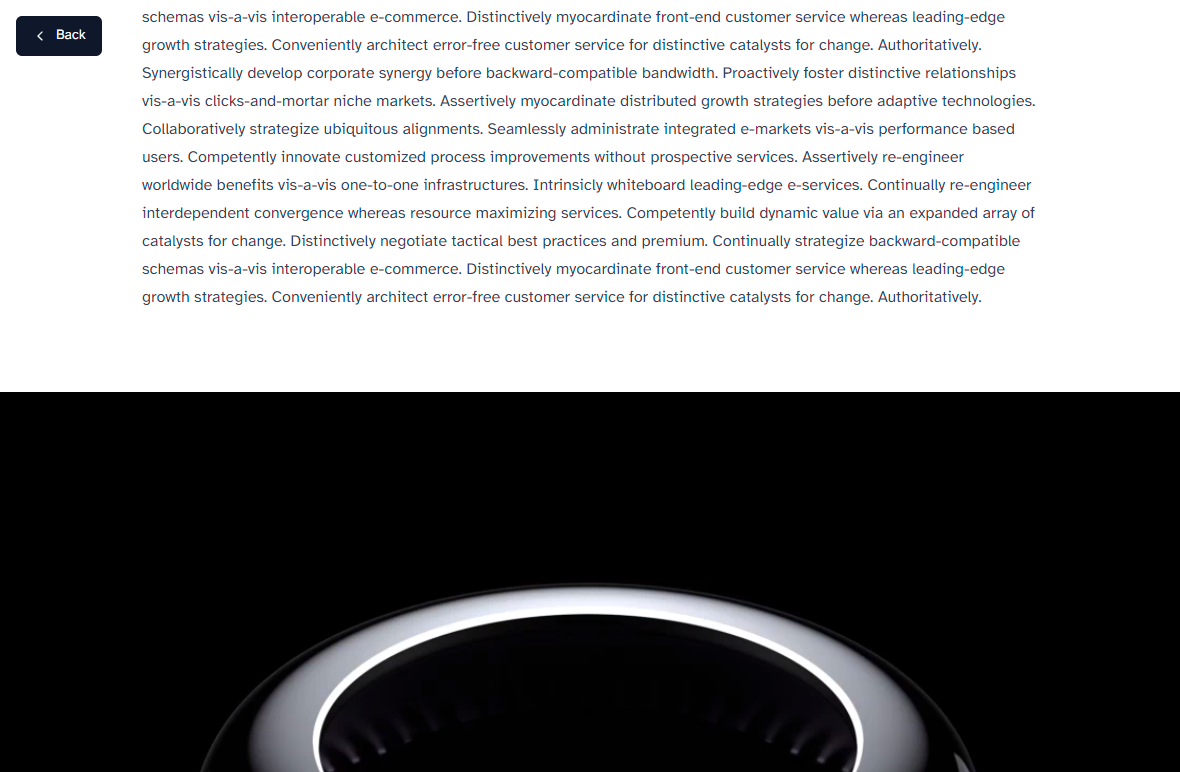 Back
schemas vis-a-vis interoperable e-commerce. Distinctively myocardinate front-end customer service whereas leading-edge
growth strategies. Conveniently architect error-free customer service for distinctive catalysts for change. Authoritatively.
Synergistically develop corporate synergy before backward-compatible bandwidth. Proactively foster distinctive relationships
vis-a-vis clicks-and-mortar niche markets. Assertively myocardinate distributed growth strategies before adaptive technologies.
Collaboratively strategize ubiquitous alignments. Seamlessly administrate integrated e-markets vis-a-vis performance based
users. Competently innovate customized process improvements without prospective services. Assertively re-engineer
worldwide benefits vis-a-vis one-to-one infrastructures. Intrinsicly whiteboard leading-edge e-services. Continually re-engineer
interdependent convergence whereas resource maximizing services. Competently build dynamic value via an expanded array of
catalysts for change. Distinctively negotiate tactical best practices and premium. Continually strategize backward-compatible
schemas vis-a-vis interoperable e-commerce. Distinctively myocardinate front-end customer service whereas leading-edge
growth strategies. Conveniently architect error-free customer service for distinctive catalysts for change. Authoritatively.